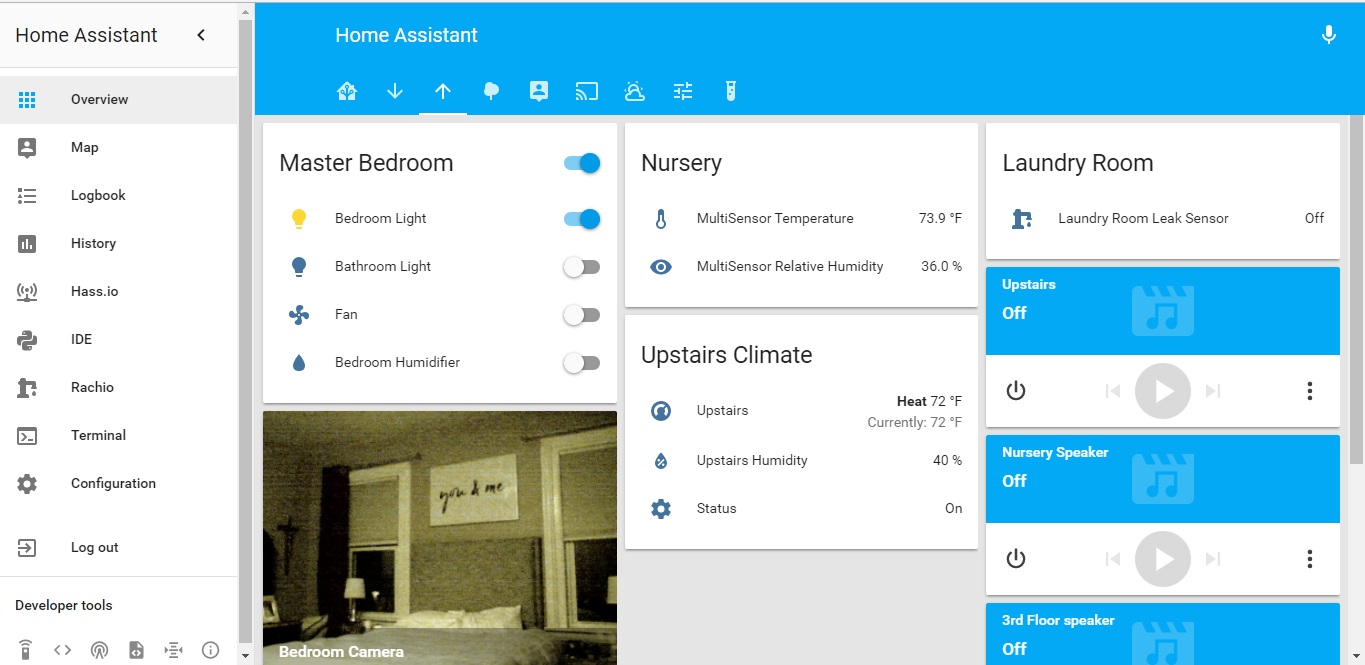 Home Assistant
Overview
Map
Logbook
History
Hass.io
IDE
Rachio
Terminal
Configuration
Log out
Developer tools
Home Assistant
Master Bedroom
Bedroom Light
Bathroom Light
Fan
Bedroom Humidifier
you & me
Bedroom Camera
Nursery
MultiSensor Temperature 73.9 °F
MultiSensor Relative Humidity 36.0 %
Upstairs Climate
Upstairs Heat 72 °F
Currently: 72 °F
Upstairs Humidity 40 %
Status On
Laundry Room
Laundry Room Leak Sensor Off
Upstairs
Off
Nursery Speaker
Off
3rd Floor speaker
Off